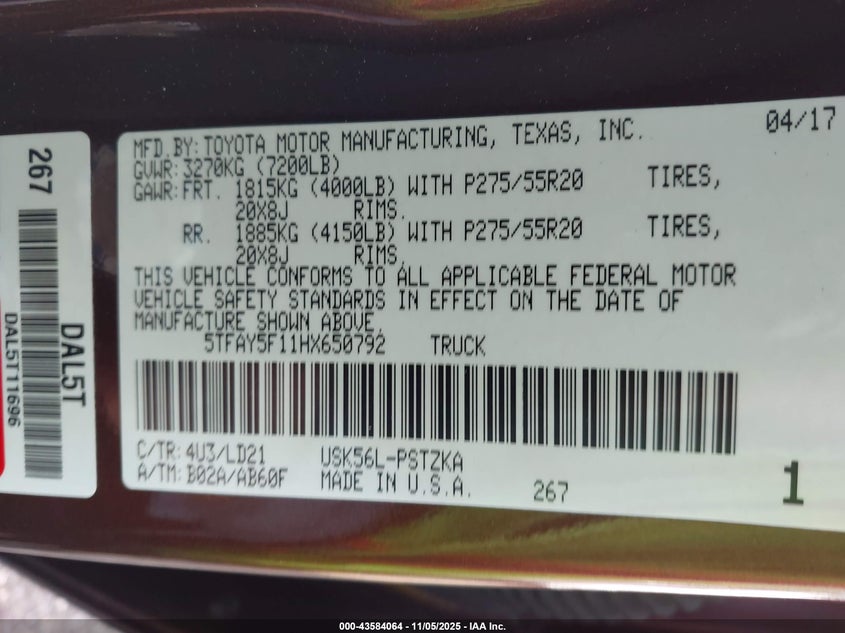 267
DAL5T
DAL5T11696
MFD.BY:TOYOTA MOTOR MANUFACTURING, TEXAS, INC. 04/17
GVWR:3270KG (7200LB)
GAWR:FRT. 1815KG (4000LB) WITH P275/55R20 TIRES,
20X8J RIMS.
RR. 1885KG (4150LB) WITH P275/55R20 TIRES,
20X8J RIMS.
THIS VEHICLE CONFORMS TO ALL APPLICABLE FEDERAL MOTOR
VEHICLE SAFETY STANDARDS IN EFFECT ON THE DATE OF
MANUFACTURE SHOWN ABOVE.
5TFAY5F11HX650792 TRUCK
C/TR:4U3/LD21 USK56L-PSTZKA
A/TM:B02A/AB60F MADE IN U.S.A. 267 1
000-43584064 - 11/05/2025 - IAA Inc.